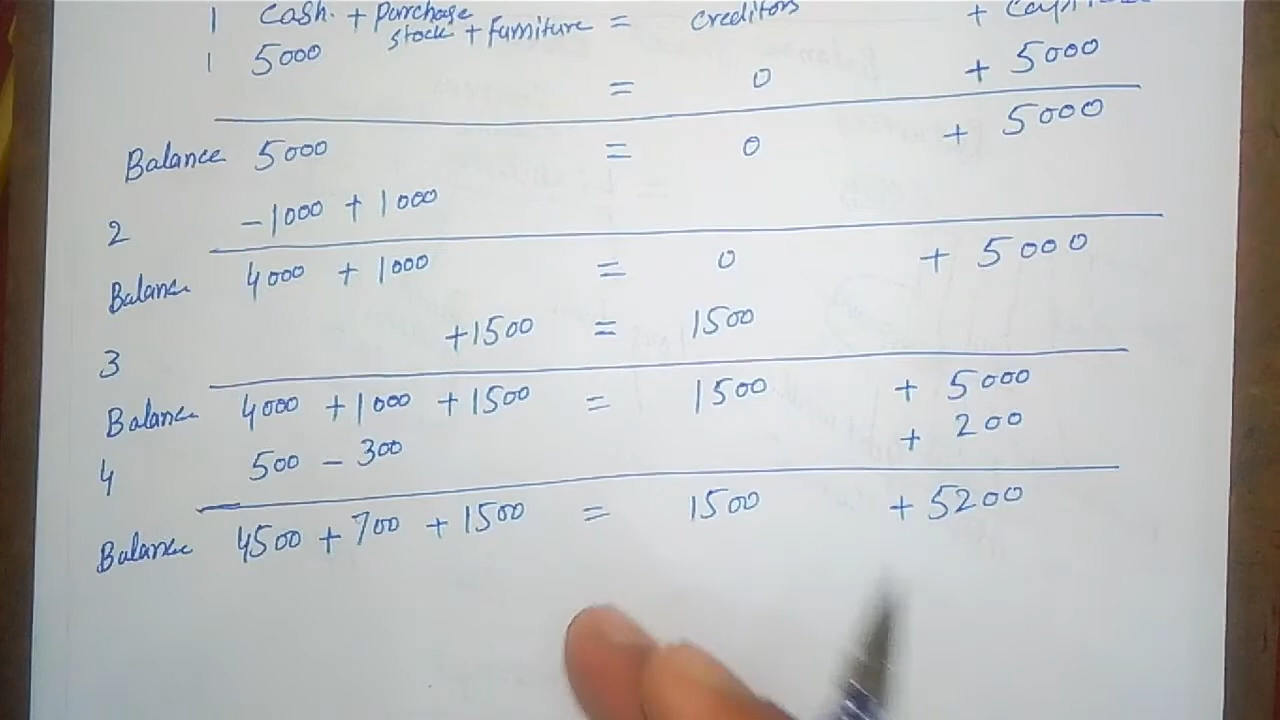 1 Cash. + Purchase stock + Furniture = Creditors +
1 5000 = 0 + 5000
Balance 5000 = 0 + 5000
2 -1000 + 1000
Balance 4000 + 1000 = 0 + 5000
3 +1500 = 1500
Balance 4000 + 1000 + 1500 = 1500 + 5000
4 500 - 300 + 200
Balance 4500 + 700 + 1500 = 1500 + 5200